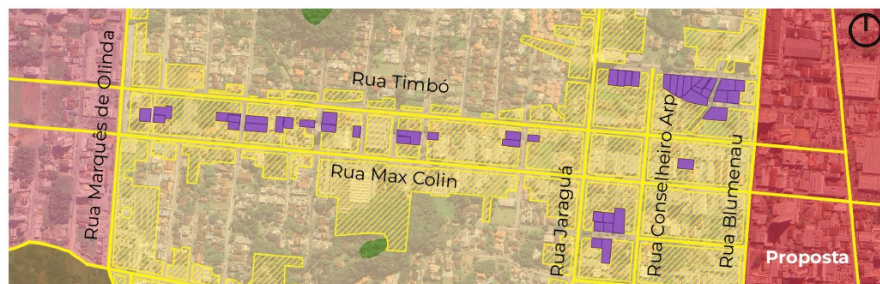 Rua Marquês de Olinda
Rua Timbó
Rua Max Colin
Rua Jaraguá
Rua Conselheiro Arp
Rua Blumenau
Proposta